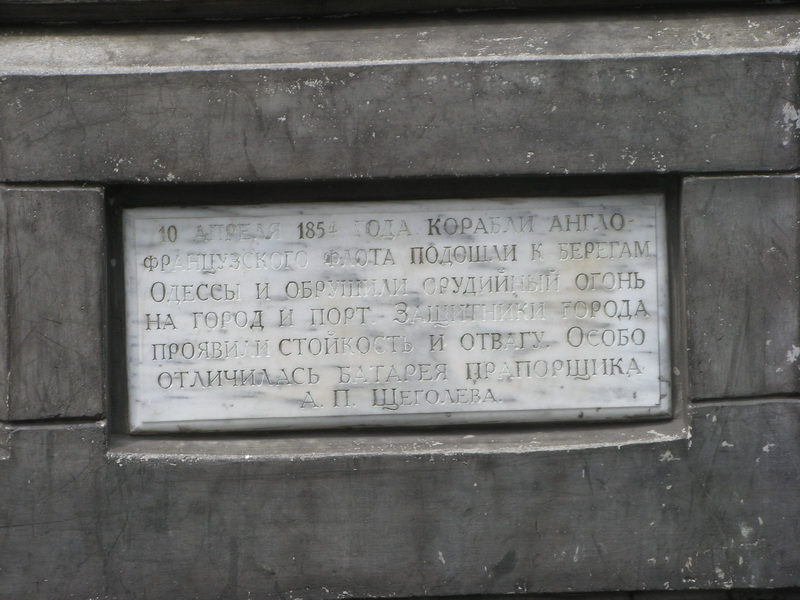 10 АПРЕЛЯ 1854 ГОДА КОРАБЛИ АНГЛО-
ФРАНЦУЗСКОГО ФЛОТА ПОДОШЛИ К БЕРЕГАМ
ОДЕССЫ И ОБРУШИЛИ ОРУДИЙНЫЙ ОГОНЬ
НА ГОРОД И ПОРТ. ЗАЩИТНИКИ ГОРОДА
ПРОЯВИЛИ СТОЙКОСТЬ И ОТВАГУ. ОСОБО
ОТЛИЧИЛАСЬ БАТАРЕЯ ПРАПОРЩИКА
А. П. ЩЕГОЛЕВА.